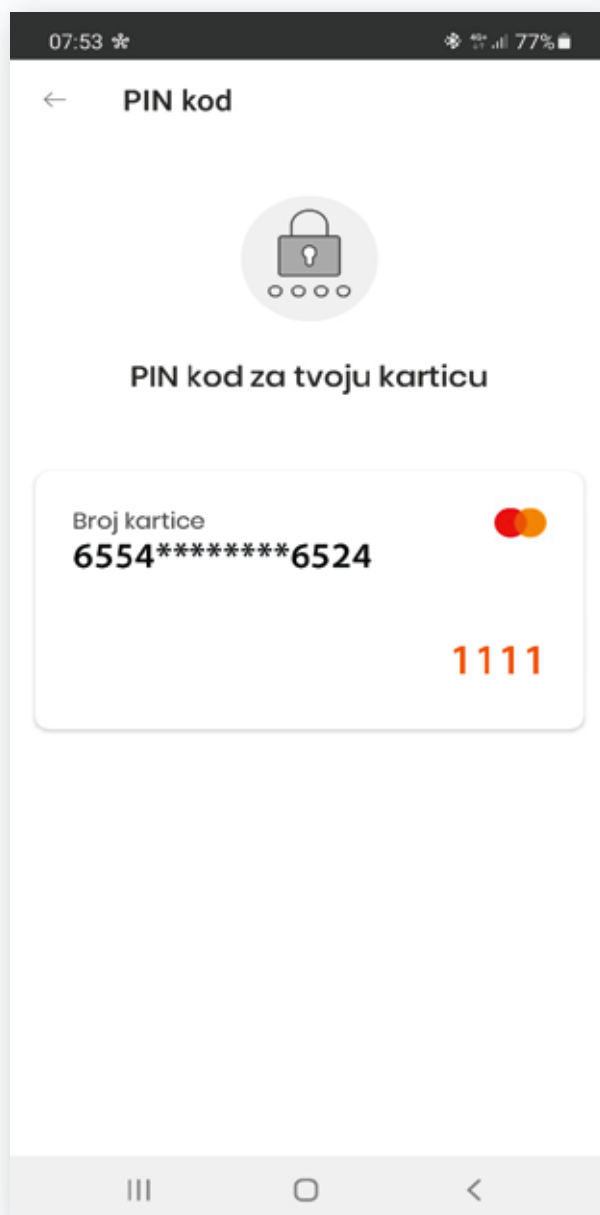 07:53
77%
PIN kod
PIN kod za tvoju karticu
Broj kartice
6554********6524
1111